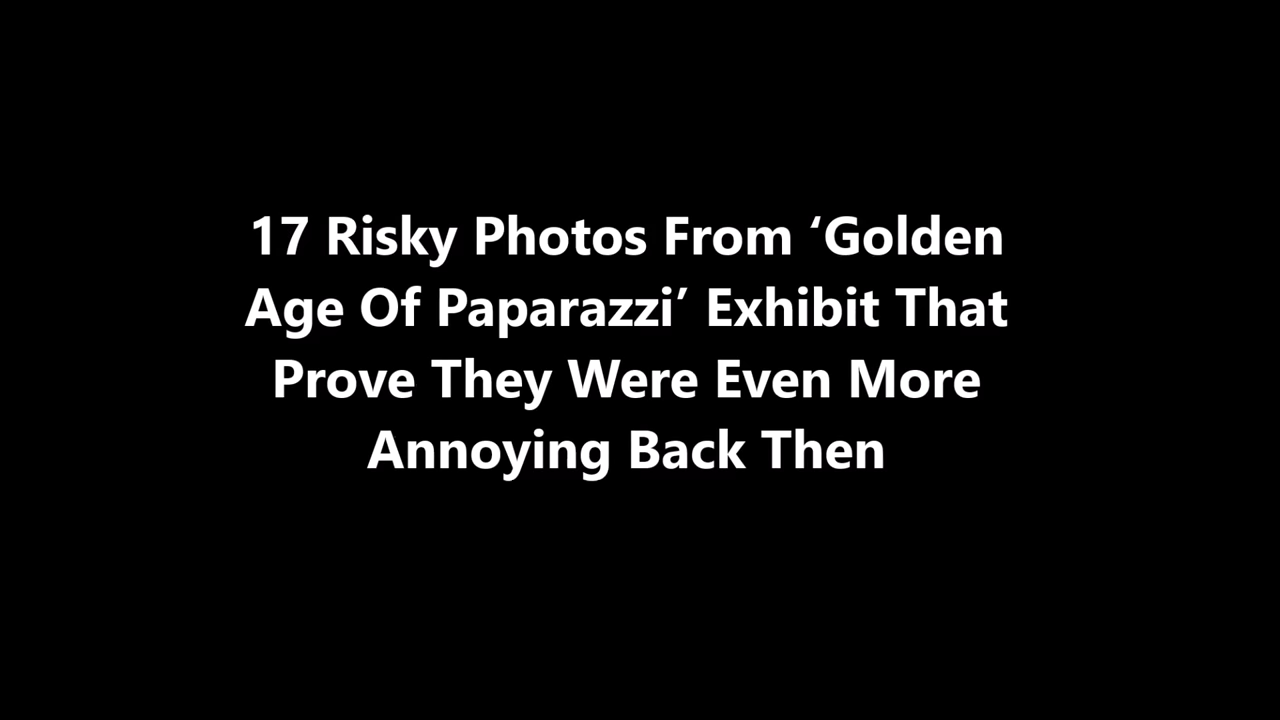 17 Risky Photos From ‘Golden
Age Of Paparazzi’ Exhibit That
Prove They Were Even More
Annoying Back Then